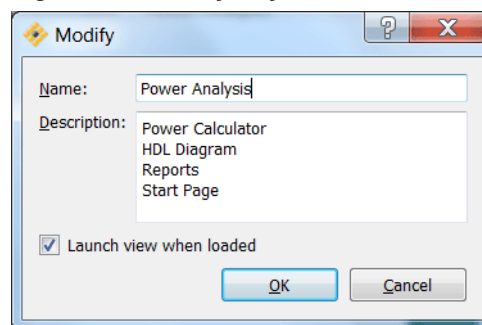 Modify
Name: Power Analysis
Description: Power Calculator
HDL Diagram
Reports
Start Page
Launch view when loaded
OK Cancel